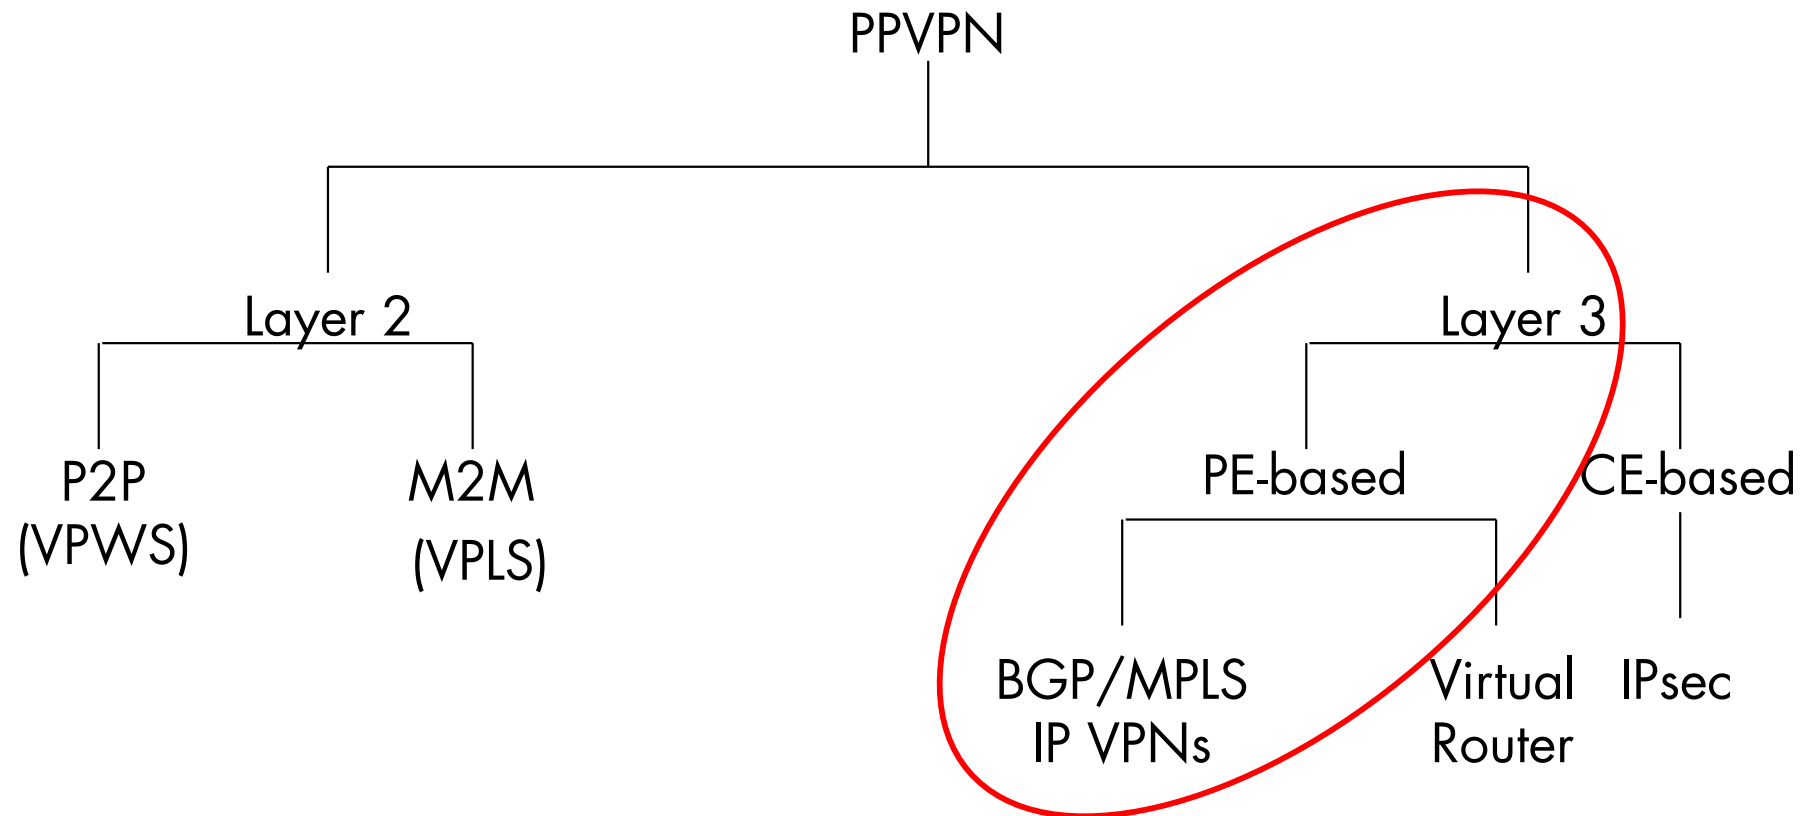 PPVPN
Layer 2
Layer 3
P2P
(VPWS)
M2M
(VPLS)
PE-based
CE-based
BGP/MPLS
IP VPNs
Virtual
Router
IPsec